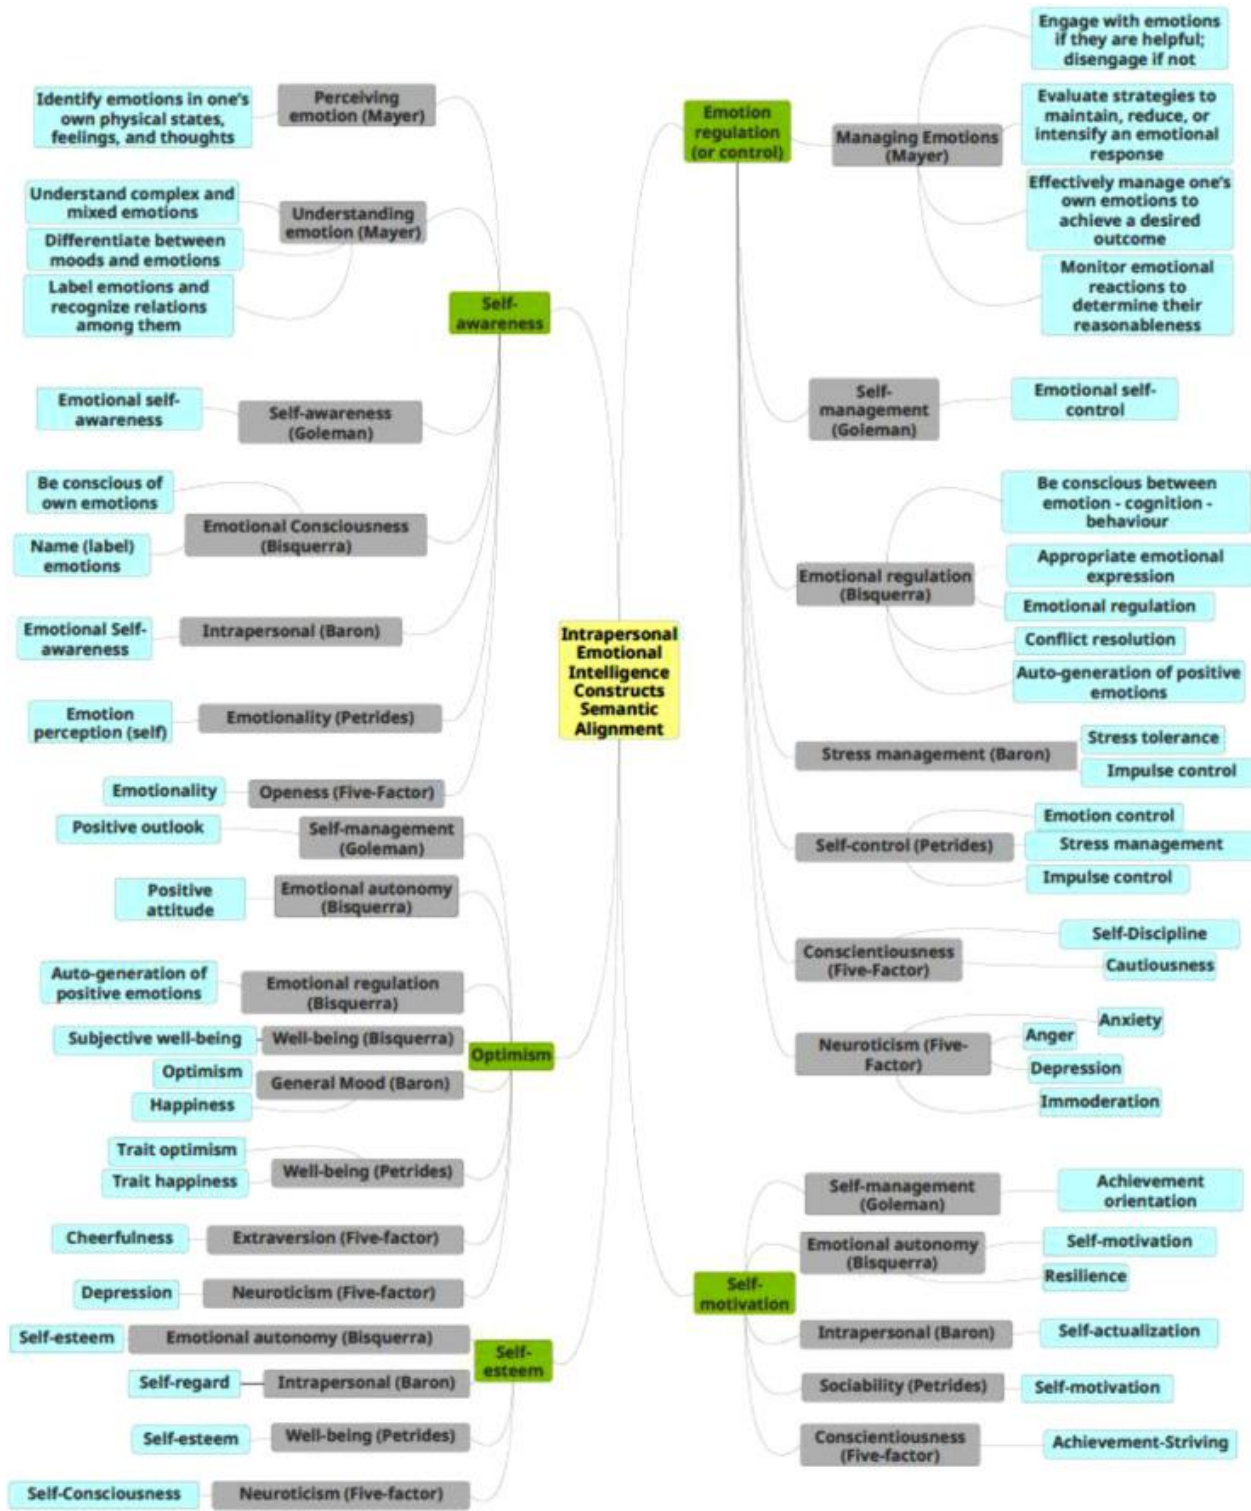 Intrapersonal
Emotional
Intelligence
Constructs
Semantic
Alignment
Self-
awareness
Perceiving
emotion (Mayer)
Identify emotions in one's
own physical states,
feelings, and thoughts
Understanding
emotion (Mayer)
Understand complex and
mixed emotions
Differentiate between
moods and emotions
Label emotions and
recognize relations
among them
Self-awareness
(Goleman)
Emotional self-
awareness
Emotional Consciousness
(Bisquerra)
Be conscious of
own emotions
Name (label)
emotions
Intrapersonal (Baron)
Emotional Self-
awareness
Emotionality (Petrides)
Emotion
perception (self)
Openess (Five-Factor)
Emotionality
Optimism
Self-management
(Goleman)
Positive outlook
Emotional autonomy
(Bisquerra)
Positive
attitude
Emotional regulation
(Bisquerra)
Auto-generation of
positive emotions
Well-being (Bisquerra)
Subjective well-being
General Mood (Baron)
Optimism
Happiness
Well-being (Petrides)
Trait optimism
Trait happiness
Extraversion (Five-factor)
Cheerfulness
Neuroticism (Five-factor)
Depression
Self-
esteem
Emotional autonomy (Bisquerra)
Self-esteem
Intrapersonal (Baron)
Self-regard
Well-being (Petrides)
Self-esteem
Neuroticism (Five-factor)
Self-Consciousness
Emotion
regulation
(or control)
Managing Emotions
(Mayer)
Engage with emotions
if they are helpful;
disengage if not
Evaluate strategies to
maintain, reduce, or
intensify an emotional
response
Effectively manage one's
own emotions to
achieve a desired
outcome
Monitor emotional
reactions to
determine their
reasonableness
Self-
management
(Goleman)
Emotional self-
control
Emotional regulation
(Bisquerra)
Be conscious between
emotion - cognition -
behaviour
Appropriate emotional
expression
Emotional regulation
Conflict resolution
Auto-generation of positive
emotions
Stress management (Baron)
Stress tolerance
Impulse control
Self-control (Petrides)
Emotion control
Stress management
Impulse control
Conscientiousness
(Five-Factor)
Self-Discipline
Cautiousness
Neuroticism (Five-
Factor)
Anxiety
Anger
Depression
Immoderation
Self-
motivation
Self-management
(Goleman)
Achievement
orientation
Emotional autonomy
(Bisquerra)
Self-motivation
Resilience
Intrapersonal (Baron)
Self-actualization
Sociability (Petrides)
Self-motivation
Conscientiousness
(Five-factor)
Achievement-Striving